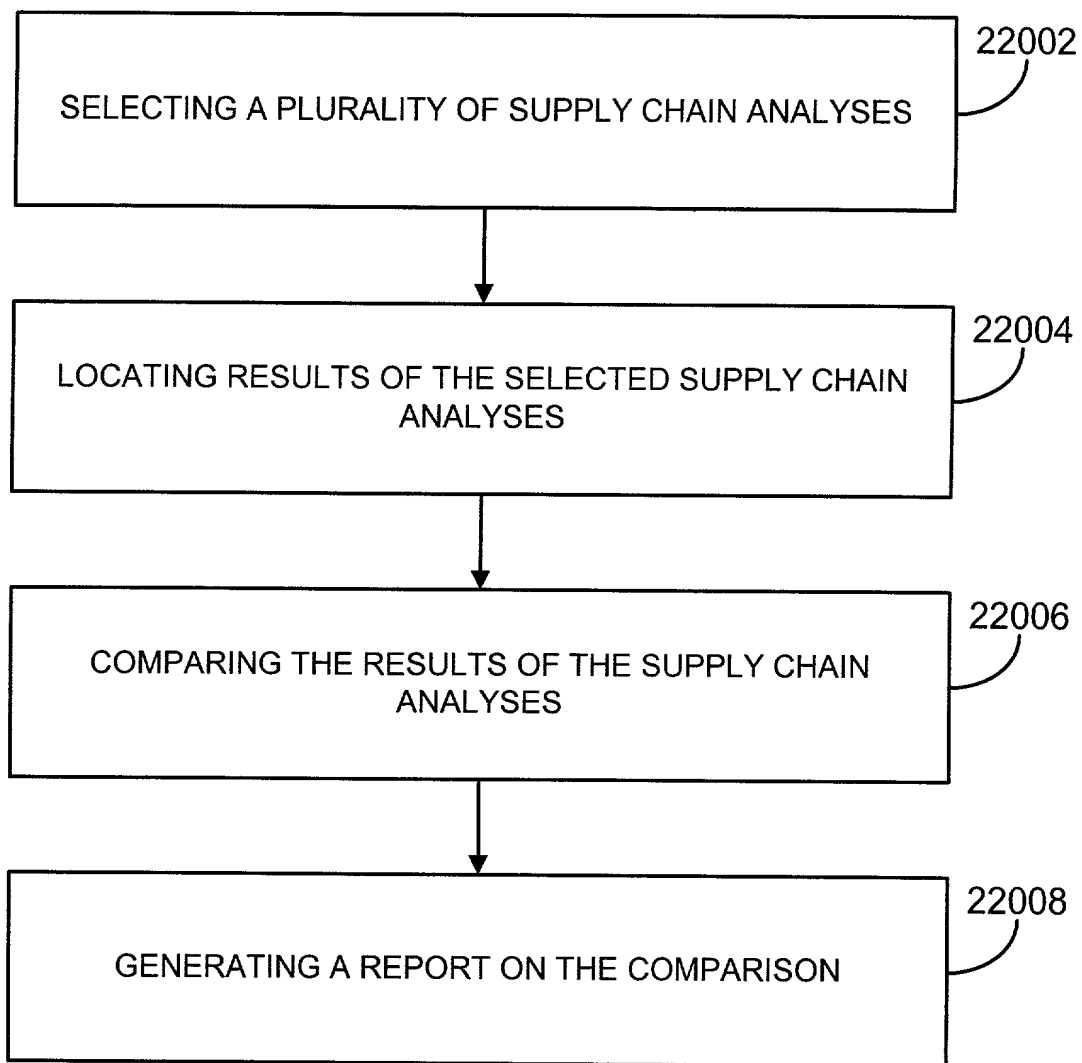 22002
SELECTING A PLURALITY OF SUPPLY CHAIN ANALYSES
22004
LOCATING RESULTS OF THE SELECTED SUPPLY CHAIN
ANALYSES
22006
COMPARING THE RESULTS OF THE SUPPLY CHAIN
ANALYSES
22008
GENERATING A REPORT ON THE COMPARISON